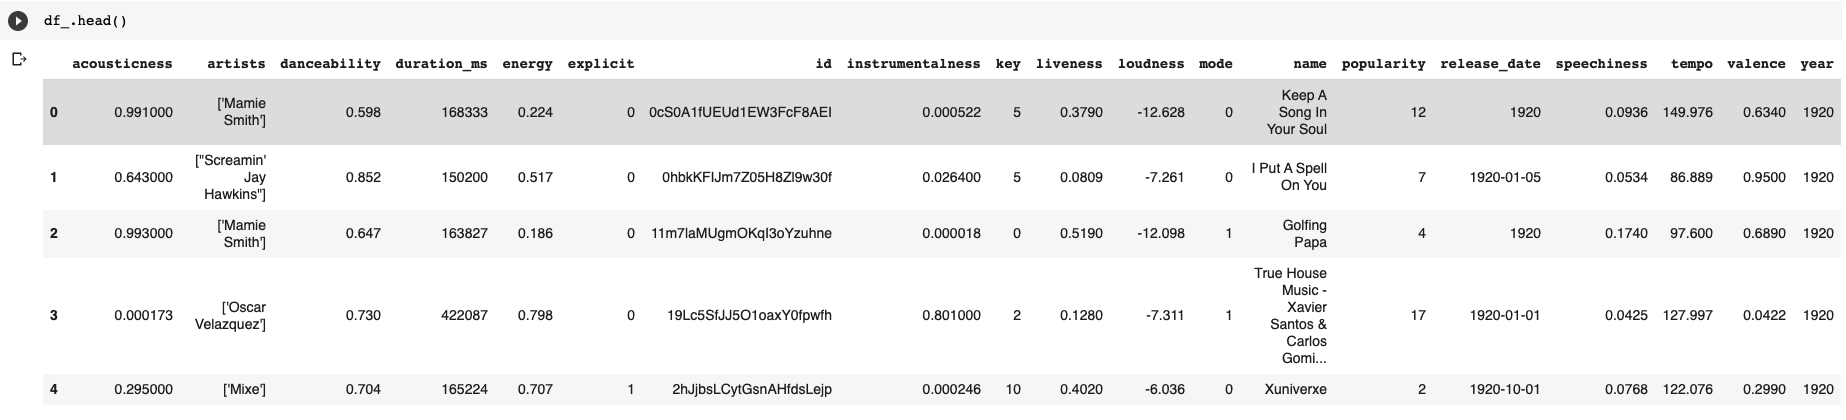 df_.head()
acousticness artists danceability duration_ms energy explicit id instrumentalness key liveness loudness mode name popularity release_date speechiness tempo valence year
0 0.991000 ['Mamie Smith'] 0.598 168333 0.224 0 0cS0A1fUEUd1EW3FcF8AEI 0.000522 5 0.3790 -12.628 0 Keep A Song In Your Soul 12 1920 0.0936 149.976 0.6340 1920
1 0.643000 ["Screamin' Jay Hawkins"] 0.852 150200 0.517 0 0hbkKFIJm7Z05H8Zl9w30f 0.026400 5 0.0809 -7.261 0 I Put A Spell On You 7 1920-01-05 0.0534 86.889 0.9500 1920
2 0.993000 ['Mamie Smith'] 0.647 163827 0.186 0 11m7laMUgmOKqI3oYzuhne 0.000018 0 0.5190 -12.098 1 Golfing Papa 4 1920 0.1740 97.600 0.6890 1920
3 0.000173 ['Oscar Velazquez'] 0.730 422087 0.798 0 19Lc5SfJJ5O1oaxY0fpwfh 0.801000 2 0.1280 -7.311 1 True House Music - Xavier Santos & Carlos Gomi... 17 1920-01-01 0.0425 127.997 0.0422 1920
4 0.295000 ['Mixe'] 0.704 165224 0.707 1 2hJjbsLCytGsnAHfdsLejp 0.000246 10 0.4020 -6.036 0 Xuniverxe 2 1920-10-01 0.0768 122.076 0.2990 1920